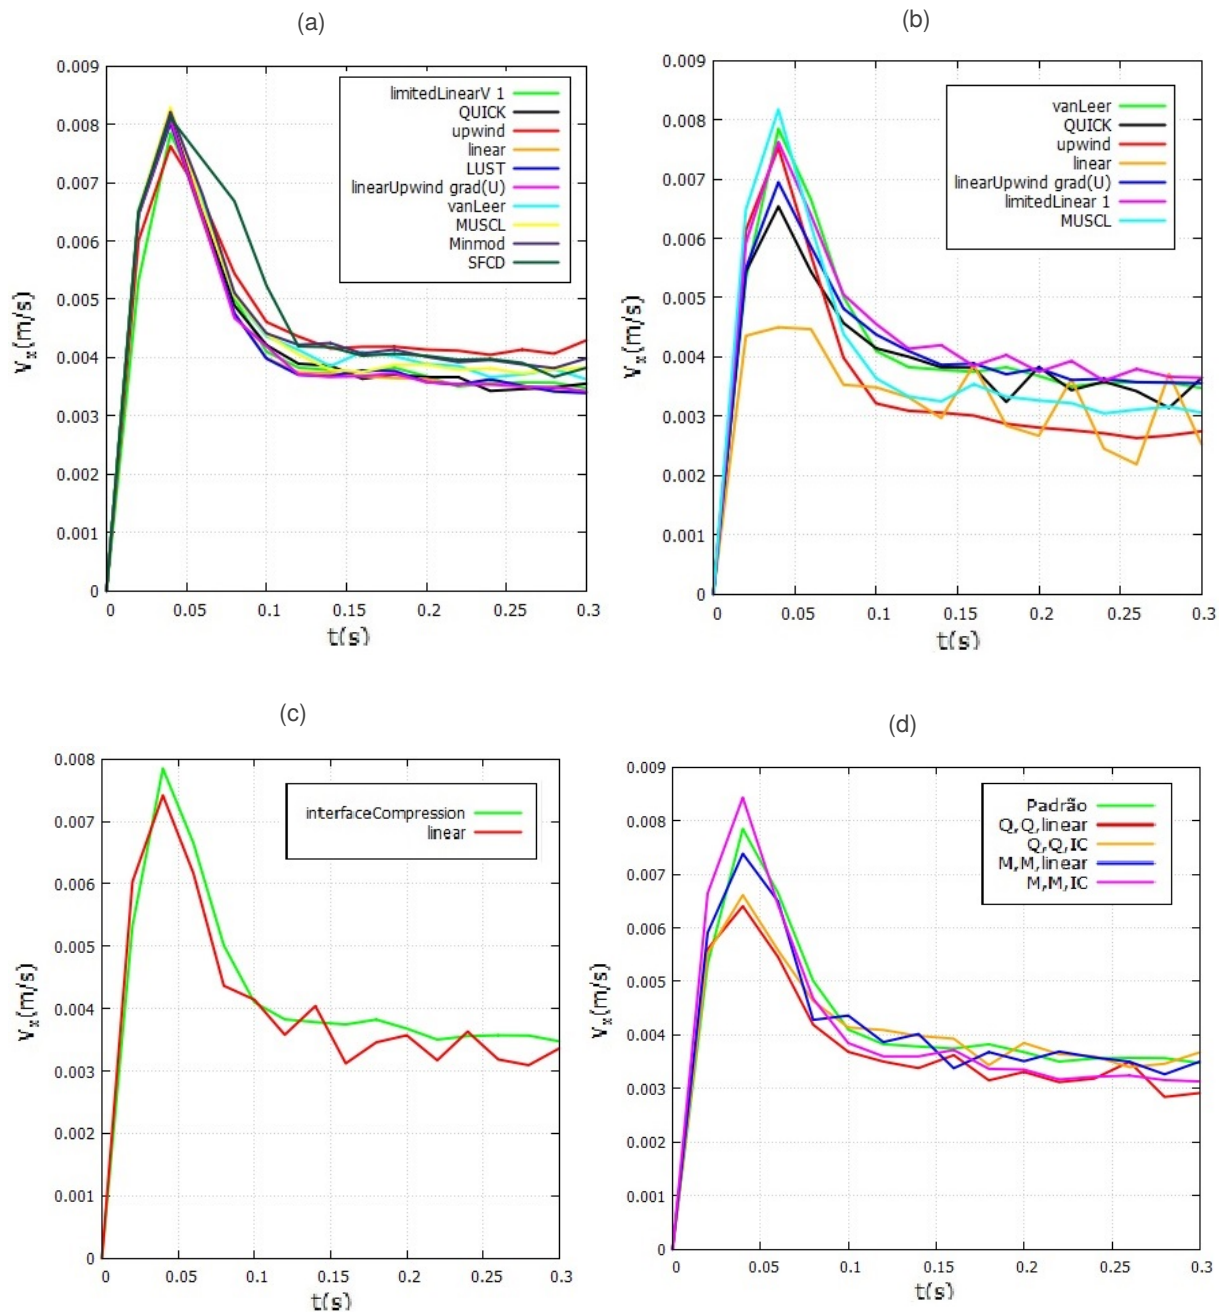 (a)
0.009
0.008
0.007
0.006
0.005
0.004
0.003
0.002
0.001
0
0 0.05 0.1 0.15 0.2 0.25 0.3
V_x(m/s)
t(s)
limitedLinearV 1
QUICK
upwind
linear
LUST
linearUpwind grad(U)
vanLeer
MUSCL
Minmod
SFCD
(b)
0.009
0.008
0.007
0.006
0.005
0.004
0.003
0.002
0.001
0
0 0.05 0.1 0.15 0.2 0.25 0.3
V_x(m/s)
t(s)
vanLeer
QUICK
upwind
linear
linearUpwind grad(U)
limitedLinear 1
MUSCL
(c)
0.008
0.007
0.006
0.005
0.004
0.003
0.002
0.001
0
0 0.05 0.1 0.15 0.2 0.25 0.3
V_x(m/s)
t(s)
interfaceCompression
linear
(d)
0.009
0.008
0.007
0.006
0.005
0.004
0.003
0.002
0.001
0
0 0.05 0.1 0.15 0.2 0.25 0.3
V_x(m/s)
t(s)
Padrão
Q,Q,linear
Q,Q,IC
M,M,linear
M,M,IC